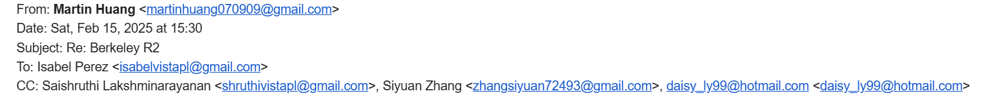 From: Martin Huang <martinhuang070909@gmail.com>
Date: Sat, Feb 15, 2025 at 15:30
Subject: Re: Berkeley R2
To: Isabel Perez <isabelvistapl@gmail.com>
CC: Saishruthi Lakshminarayanan <shruthivistapl@gmail.com>, Siyuan Zhang <zhangsiyuan72493@gmail.com>, daisy_ly99@hotmail.com <daisy_ly99@hotmail.com>